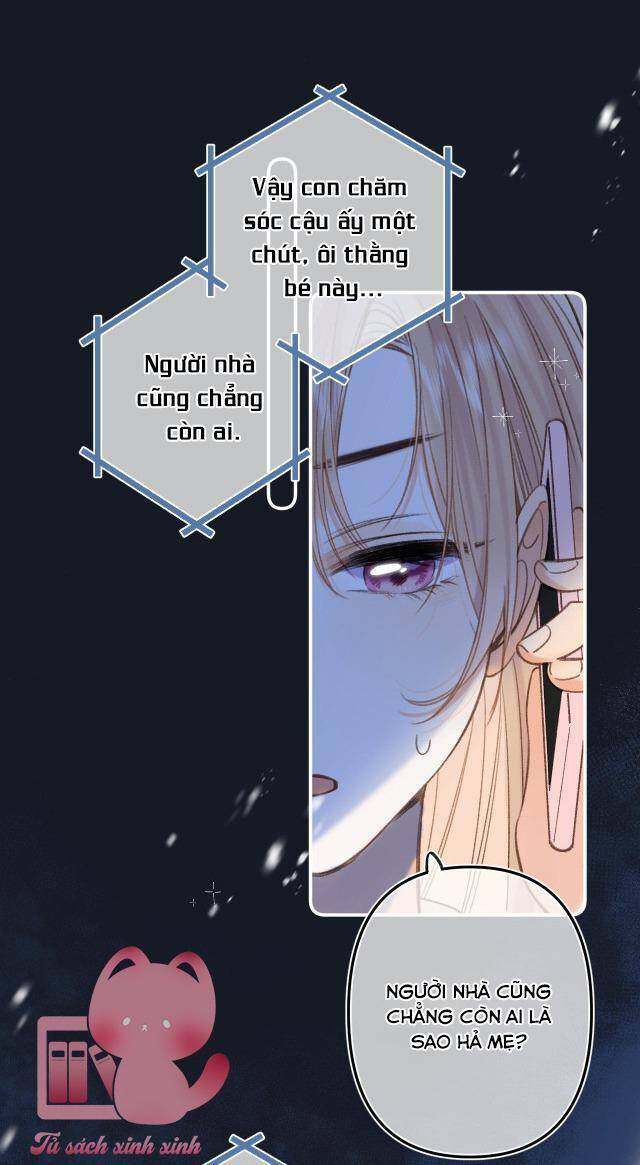 Vậy con chăm
sóc cậu ấy một
chút, ôi thằng
bé này...
Người nhà
cũng chẳng
còn ai.
NGƯỜI NHÀ CŨNG
CHẲNG CÒN AI LÀ
SAO HẢ MẸ?
Tủ sách xinh xinh